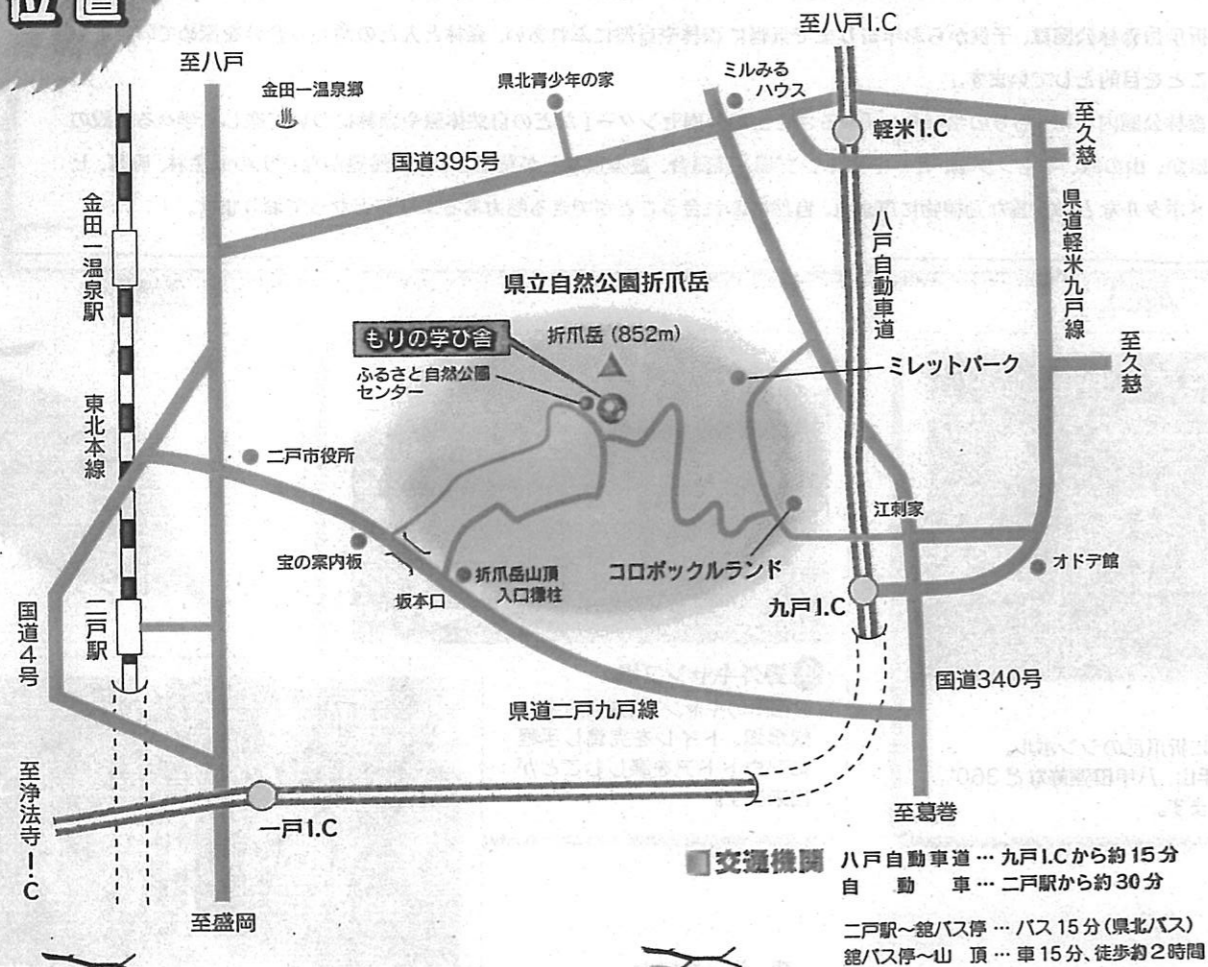 位置
至八戸I.C
至八戸
金田一温泉郷
県北青少年の家
ミルみる
ハウス
軽米I.C
至久慈
国道395号
金田一温泉駅
八戸自動車道
県道軽米九戸線
県立自然公園折爪岳
もりの学び舎
折爪岳(852m)
ふるさと自然公園
センター
ミレットパーク
至久慈
東北本線
二戸市役所
江刺家
宝の案内板
折爪岳山頂
入口標柱
坂本口
コロボックルランド
オドデ館
九戸I.C
国道4号
二戸駅
国道340号
県道二戸九戸線
至浄法寺I-C
一戸I.C
至葛巻
至盛岡
交通機関
八戸自動車道…九戸I.Cから約15分
自動車…二戸駅から約30分
二戸駅~舘バス停…バス15分(県北バス)
舘バス停~山頂…車15分、徒歩約2時間